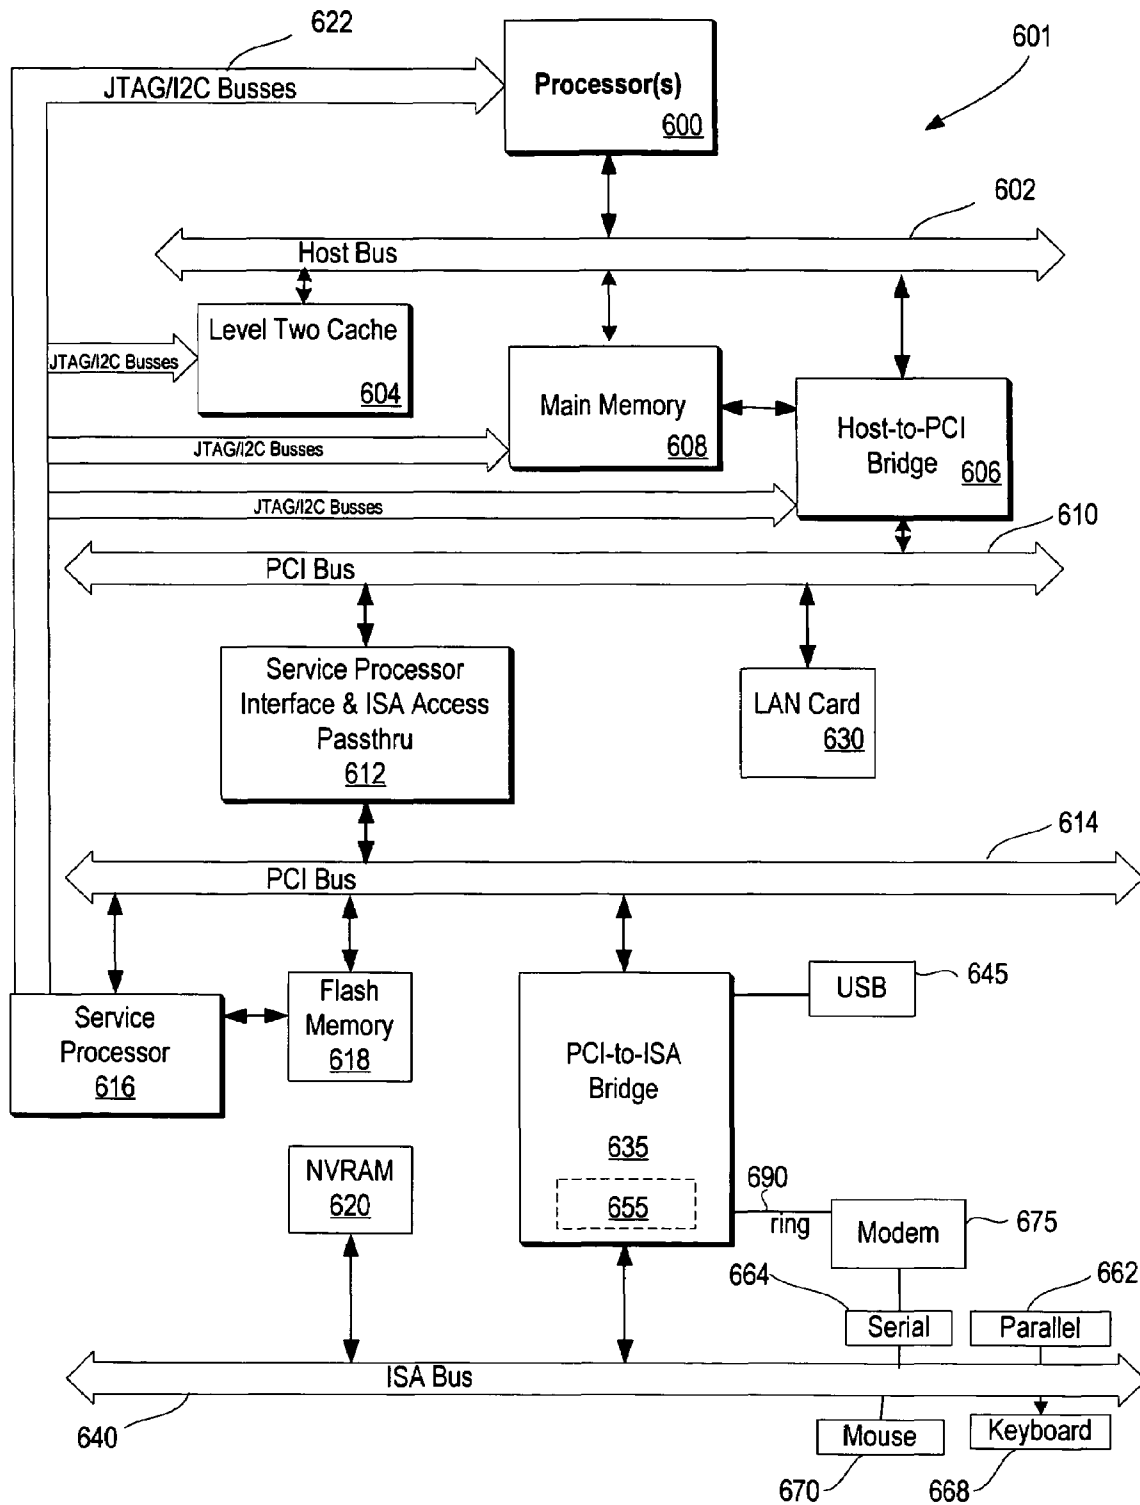 622
JTAG/I2C Busses
Processor(s)
600
601
602
Host Bus
Level Two Cache
604
JTAG/I2C Busses
Main Memory
608
Host-to-PCI
Bridge
606
JTAG/I2C Busses
JTAG/I2C Busses
610
PCI Bus
Service Processor
Interface & ISA Access
Passthru
612
LAN Card
630
614
PCI Bus
Service
Processor
616
Flash
Memory
618
PCI-to-ISA
Bridge
635
655
USB
645
NVRAM
620
690
ring
Modem
675
664
Serial
662
Parallel
ISA Bus
640
Mouse
670
Keyboard
668